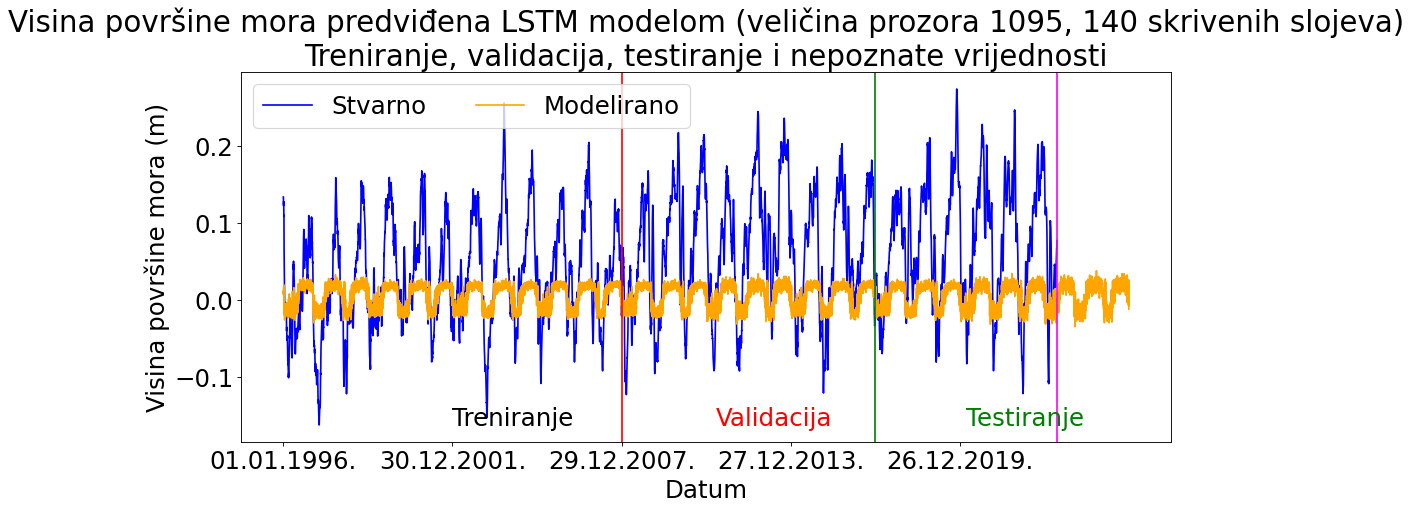 Visina površine mora predviđena LSTM modelom (veličina prozora 1095, 140 skrivenih slojeva)
Treniranje, validacija, testiranje i nepoznate vrijednosti
Stvarno Modelirano
Visina površine mora (m)
0.2
0.1
0.0
−0.1
Treniranje Validacija Testiranje
01.01.1996. 30.12.2001. 29.12.2007. 27.12.2013. 26.12.2019.
Datum